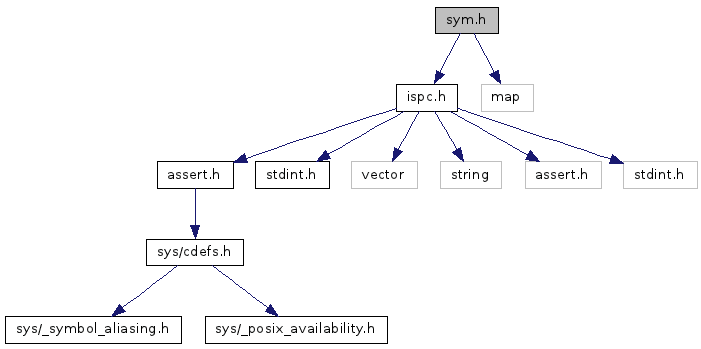 sym.h
ispc.h
map
assert.h
stdint.h
vector
string
assert.h
stdint.h
sys/cdefs.h
sys/_symbol_aliasing.h
sys/_posix_availability.h